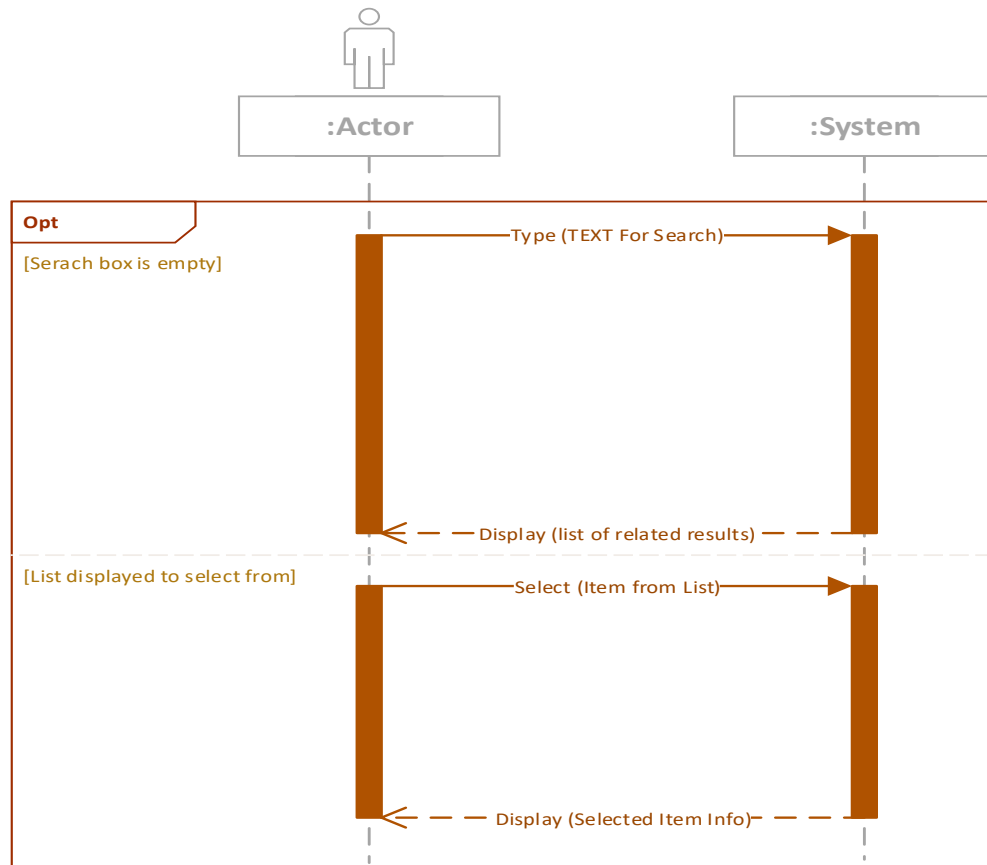 :Actor
:System
Opt
Type (TEXT For Search)
[Serach box is empty]
Display (list of related results)
[List displayed to select from]
Select (Item from List)
Display (Selected Item Info)